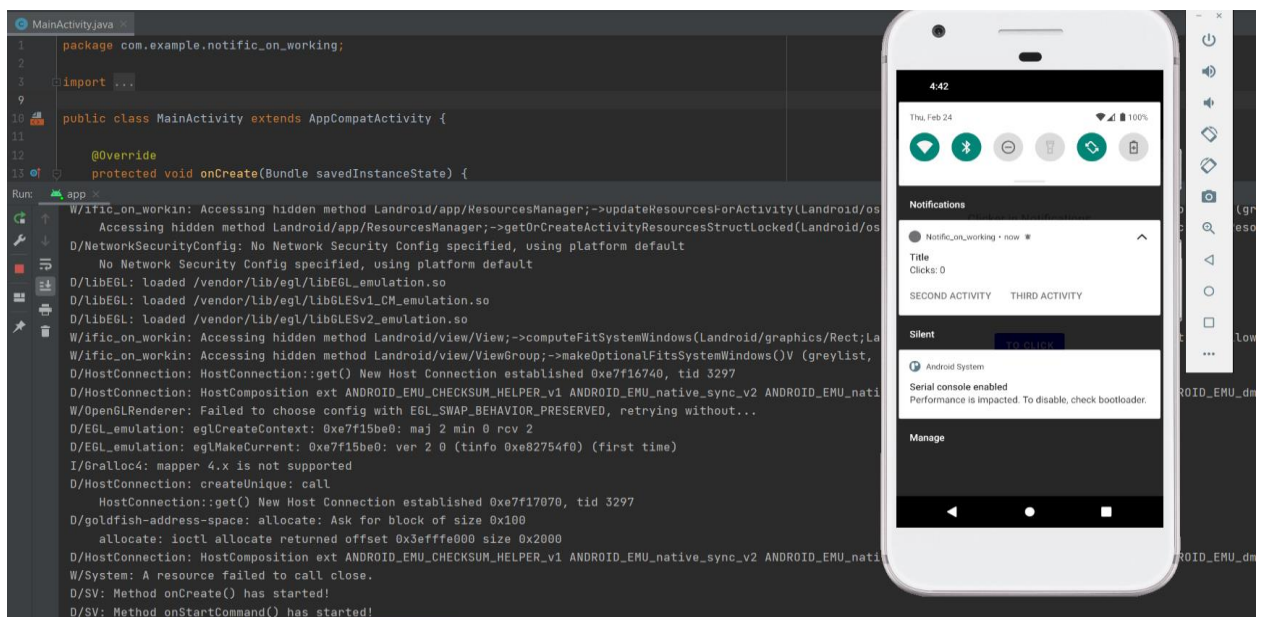 MainActivity.java
1 package com.example.notific_on_working;
2
3 import ...
9
10 public class MainActivity extends AppCompatActivity {
11
12 @Override
13 protected void onCreate(Bundle savedInstanceState) {
Run: app
W/ific_on_workin: Accessing hidden method Landroid/app/ResourcesManager;->updateResourcesForActivity(Landroid/os
(gr
Accessing hidden method Landroid/app/ResourcesManager;->getOrCreateActivityResourcesStructLocked(Landroid/os
D/NetworkSecurityConfig: No Network Security Config specified, using platform default
No Network Security Config specified, using platform default
D/libEGL: loaded /vendor/lib/egl/libEGL_emulation.so
D/libEGL: loaded /vendor/lib/egl/libGLESv1_CM_emulation.so
D/libEGL: loaded /vendor/lib/egl/libGLESv2_emulation.so
W/ific_on_workin: Accessing hidden method Landroid/view/View;->computeFitSystemWindows(Landroid/graphics/Rect;La
W/ific_on_workin: Accessing hidden method Landroid/view/ViewGroup;->makeOptionalFitsSystemWindows()V (greylist,
D/HostConnection: HostConnection::get() New Host Connection established 0xe7f16740, tid 3297
D/HostConnection: HostComposition ext ANDROID_EMU_CHECKSUM_HELPER_v1 ANDROID_EMU_native_sync_v2 ANDROID_EMU_nati
ROID_EMU_dm
W/OpenGLRenderer: Failed to choose config with EGL_SWAP_BEHAVIOR_PRESERVED, retrying without...
D/EGL_emulation: eglCreateContext: 0xe7f15be0: maj 2 min 0 rcv 2
D/EGL_emulation: eglMakeCurrent: 0xe7f15be0: ver 2 0 (tinfo 0xe82754f0) (first time)
I/Gralloc4: mapper 4.x is not supported
D/HostConnection: createUnique: call
HostConnection::get() New Host Connection established 0xe7f17070, tid 3297
D/goldfish-address-space: allocate: Ask for block of size 0x100
allocate: ioctl allocate returned offset 0x3efffe000 size 0x2000
D/HostConnection: HostComposition ext ANDROID_EMU_CHECKSUM_HELPER_v1 ANDROID_EMU_native_sync_v2 ANDROID_EMU_nati
ROID_EMU_dm
W/System: A resource failed to call close.
D/SV: Method onCreate() has started!
D/SV: Method onStartCommand() has started!
4:42
Thu, Feb 24 100%
Notifications
Notific_on_working • now
Title
Clicks: 0
SECOND ACTIVITY THIRD ACTIVITY
Silent
TO CLICK
Android System
Serial console enabled
Performance is impacted. To disable, check bootloader.
Manage